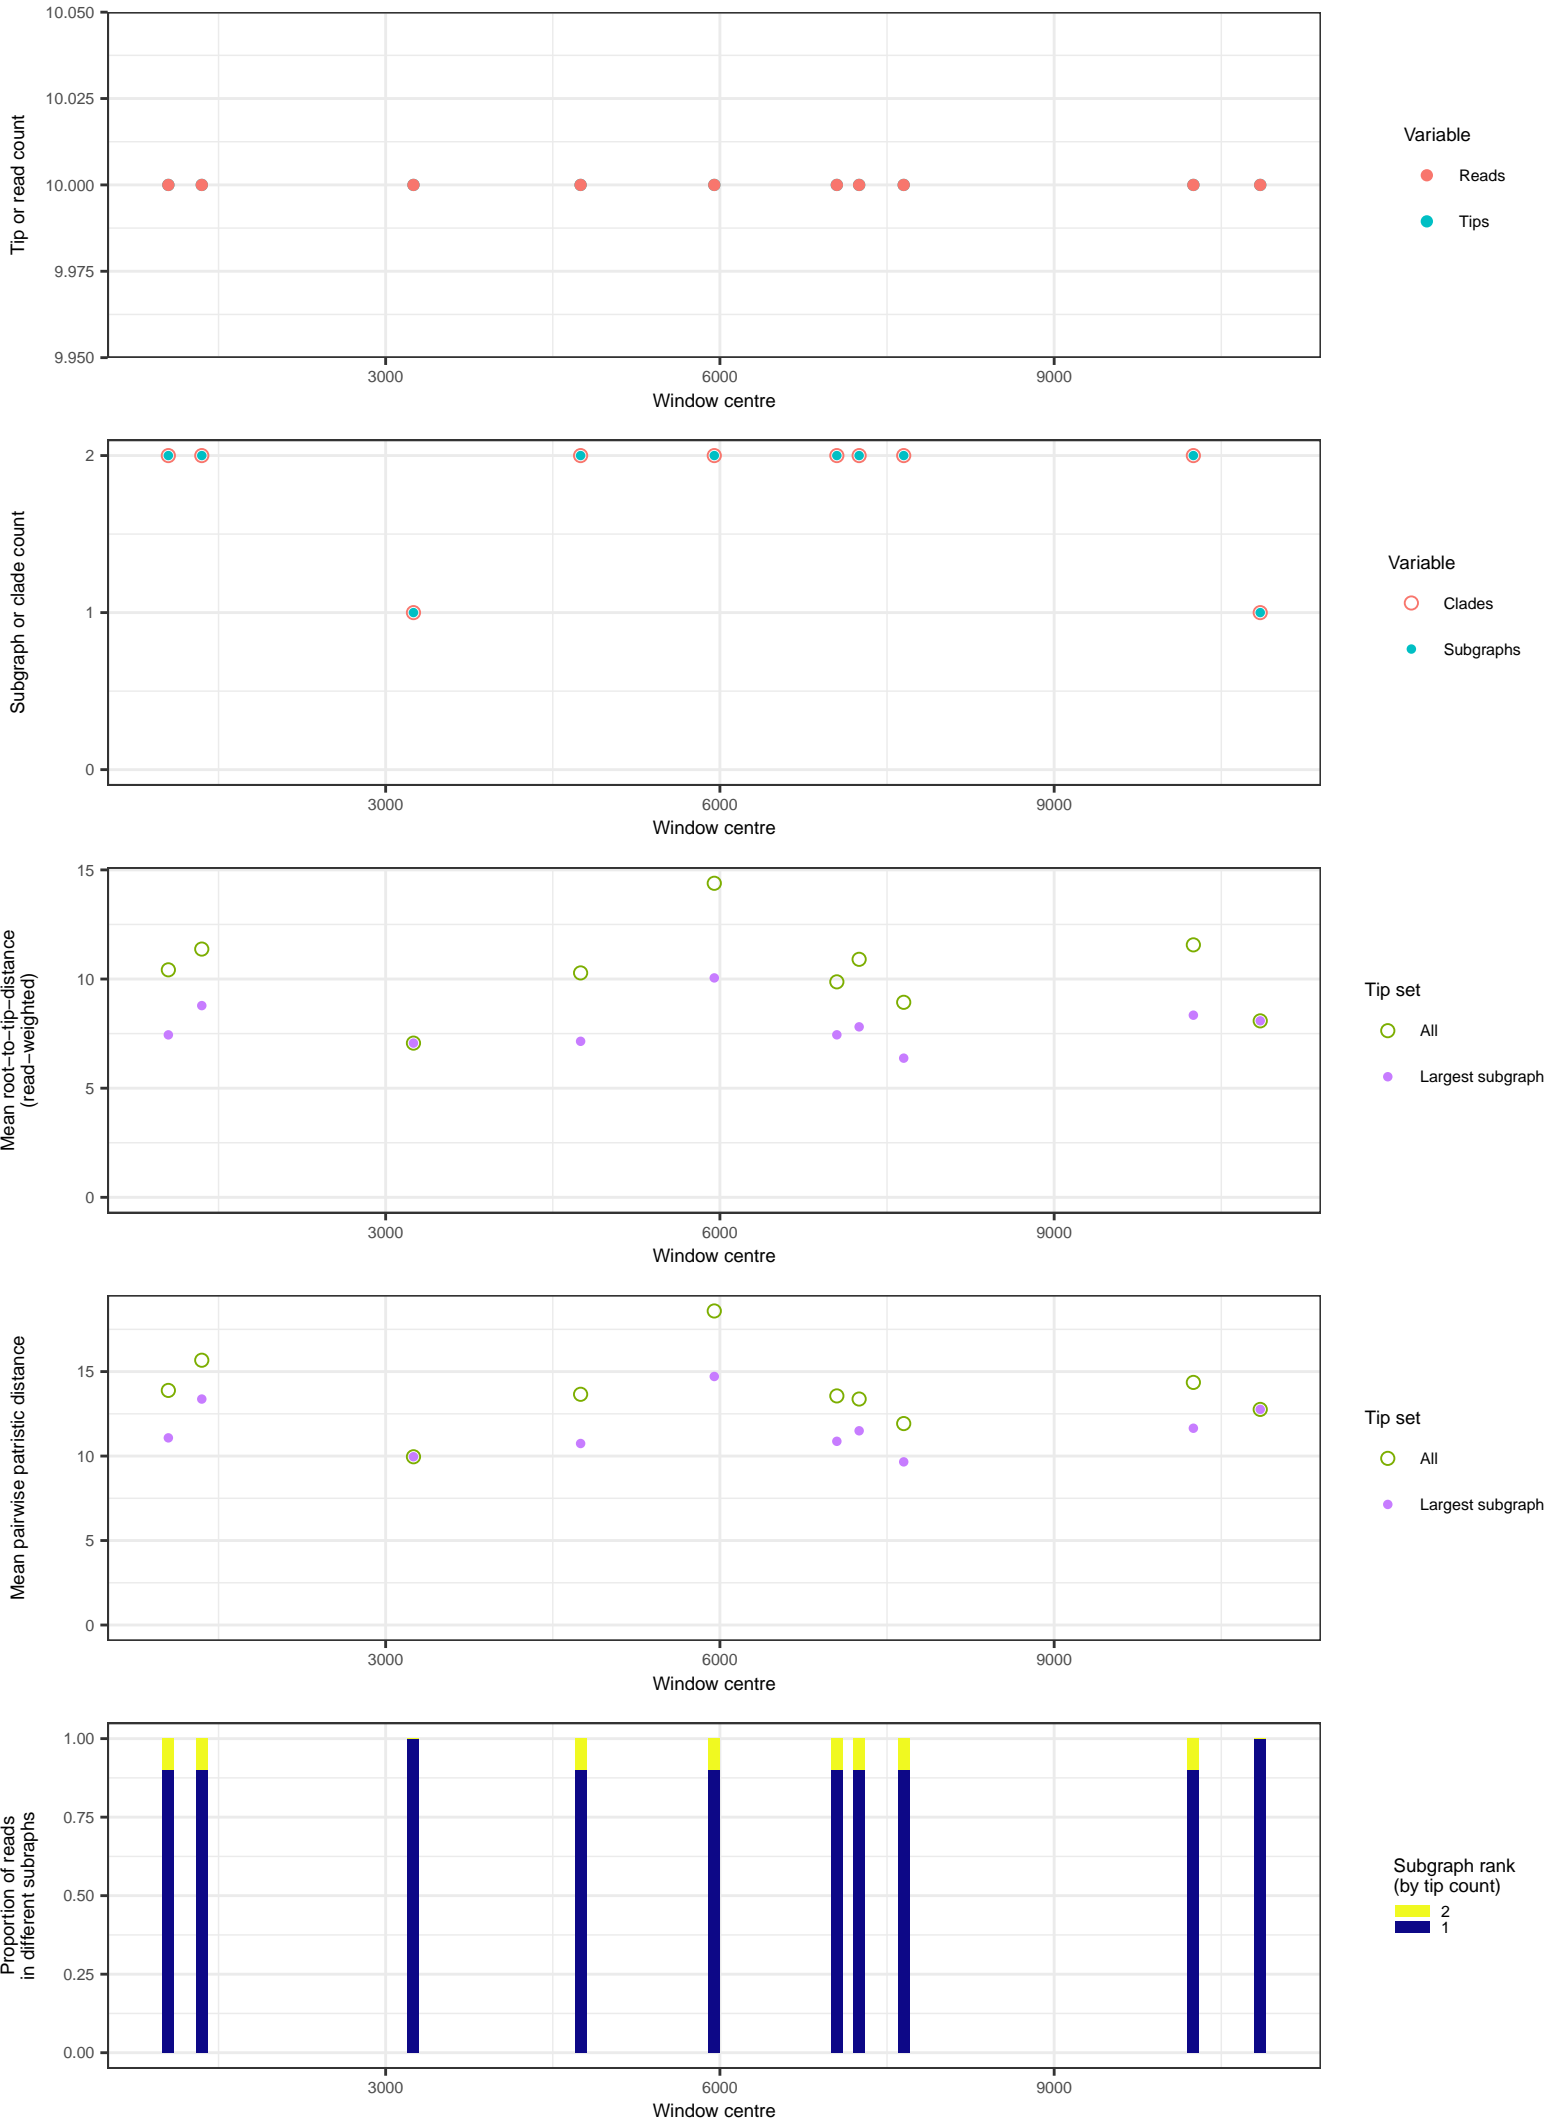 10.050
10.025
10.000
9.975
9.950
Tip or read count
3000
6000
9000
Window centre
Variable
Reads
Tips
2
1
0
Subgraph or clade count
3000
6000
9000
Window centre
Variable
Clades
Subgraphs
15
10
5
0
Mean root−to−tip−distance
(read−weighted)
3000
6000
9000
Window centre
Tip set
All
Largest subgraph
15
10
5
0
Mean pairwise patristic distance
3000
6000
9000
Window centre
Tip set
All
Largest subgraph
1.00
0.75
0.50
0.25
0.00
Proportion of reads
in different subraphs
3000
6000
9000
Window centre
Subgraph rank
(by tip count)
2
1